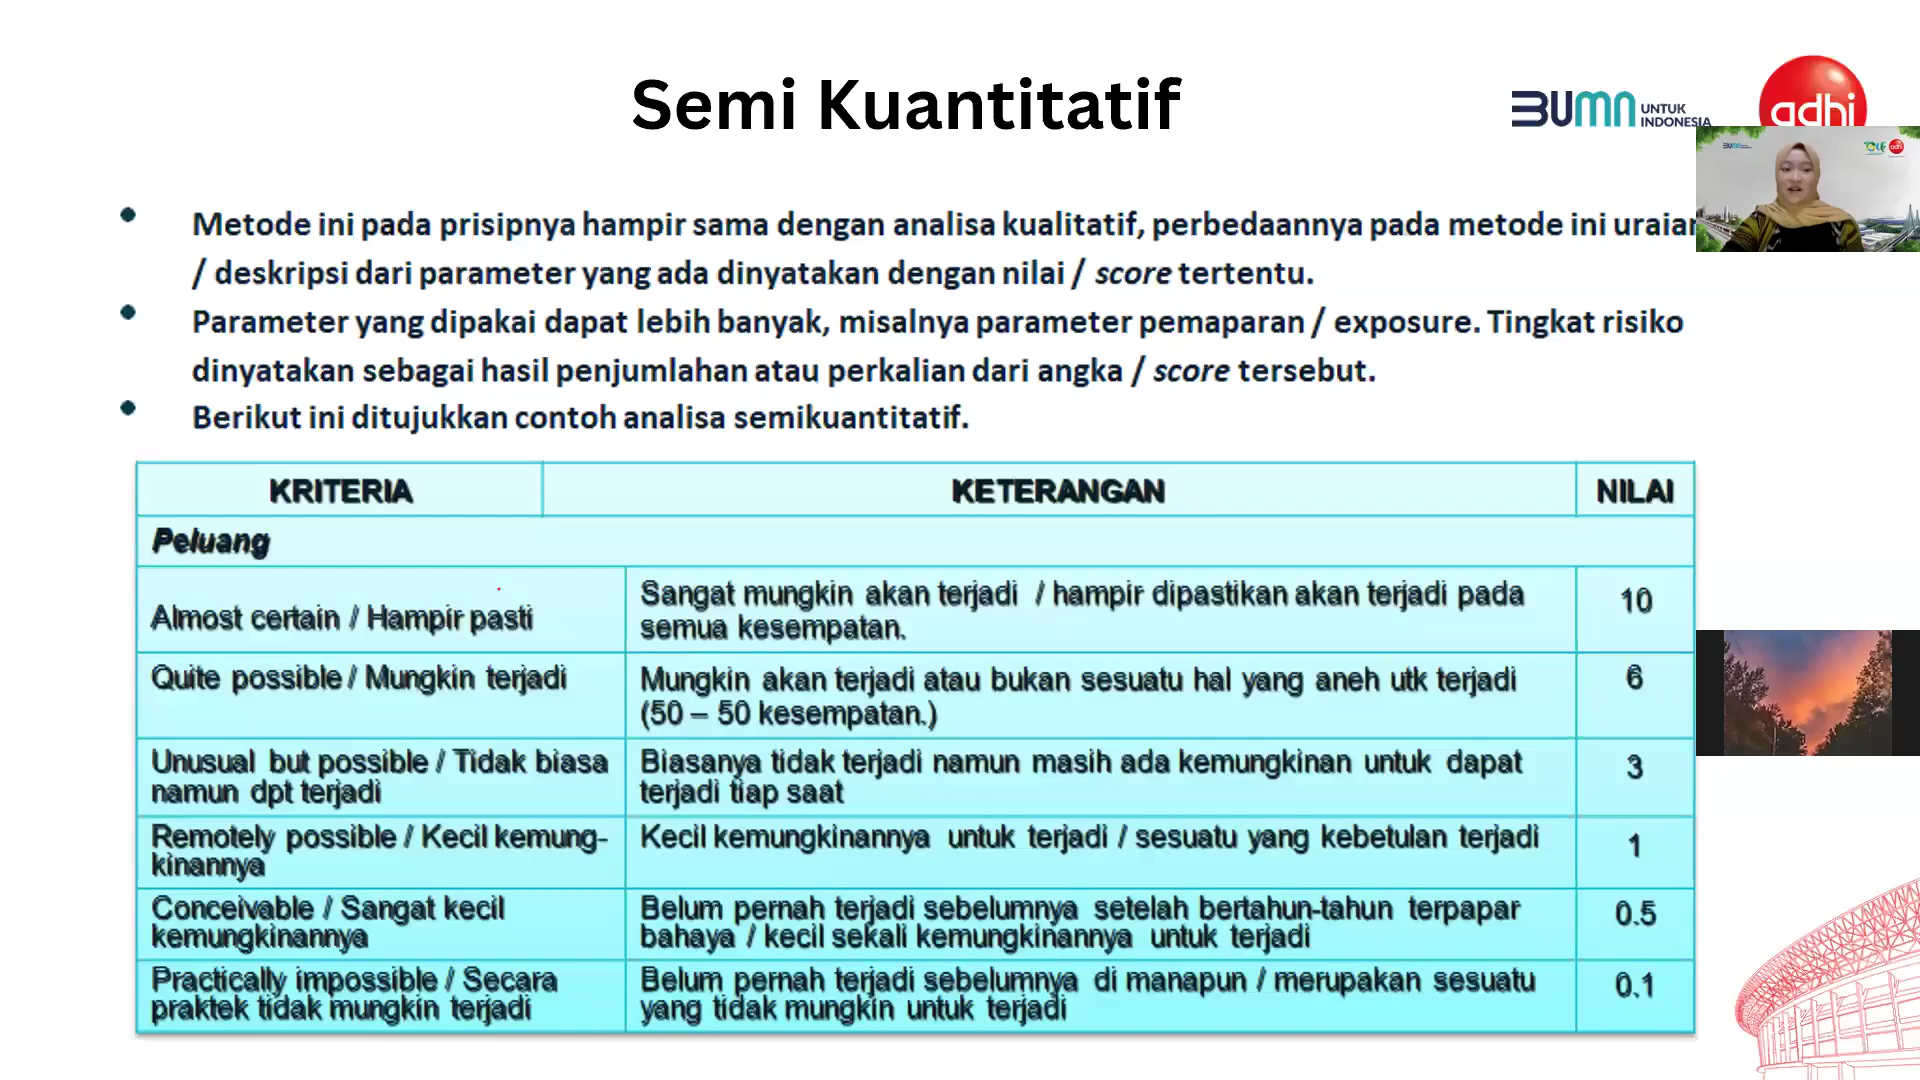 Semi Kuantitatif
BUMN UNTUK
INDONESIA
adhi
• Metode ini pada prisipnya hampir sama dengan analisa kualitatif, perbedaannya pada metode ini uraian
/ deskripsi dari parameter yang ada dinyatakan dengan nilai / score tertentu.
• Parameter yang dipakai dapat lebih banyak, misalnya parameter pemaparan / exposure. Tingkat risiko
dinyatakan sebagai hasil penjumlahan atau perkalian dari angka / score tersebut.
• Berikut ini ditujukkan contoh analisa semikuantitatif.
KRITERIA KETERANGAN NILAI
Peluang
Almost certain / Hampir pasti
Sangat mungkin akan terjadi / hampir dipastikan akan terjadi pada
semua kesempatan.
10
Quite possible / Mungkin terjadi
Mungkin akan terjadi atau bukan sesuatu hal yang aneh utk terjadi
(50 – 50 kesempatan.)
6
Unusual but possible / Tidak biasa
namun dpt terjadi
Biasanya tidak terjadi namun masih ada kemungkinan untuk dapat
terjadi tiap saat
3
Remotely possible / Kecil kemung-
kinannya
Kecil kemungkinannya untuk terjadi / sesuatu yang kebetulan terjadi
1
Conceivable / Sangat kecil
kemungkinannya
Belum pernah terjadi sebelumnya setelah bertahun-tahun terpapar
bahaya / kecil sekali kemungkinannya untuk terjadi
0.5
Practically impossible / Secara
praktek tidak mungkin terjadi
Belum pernah terjadi sebelumnya di manapun / merupakan sesuatu
yang tidak mungkin untuk terjadi
0.1